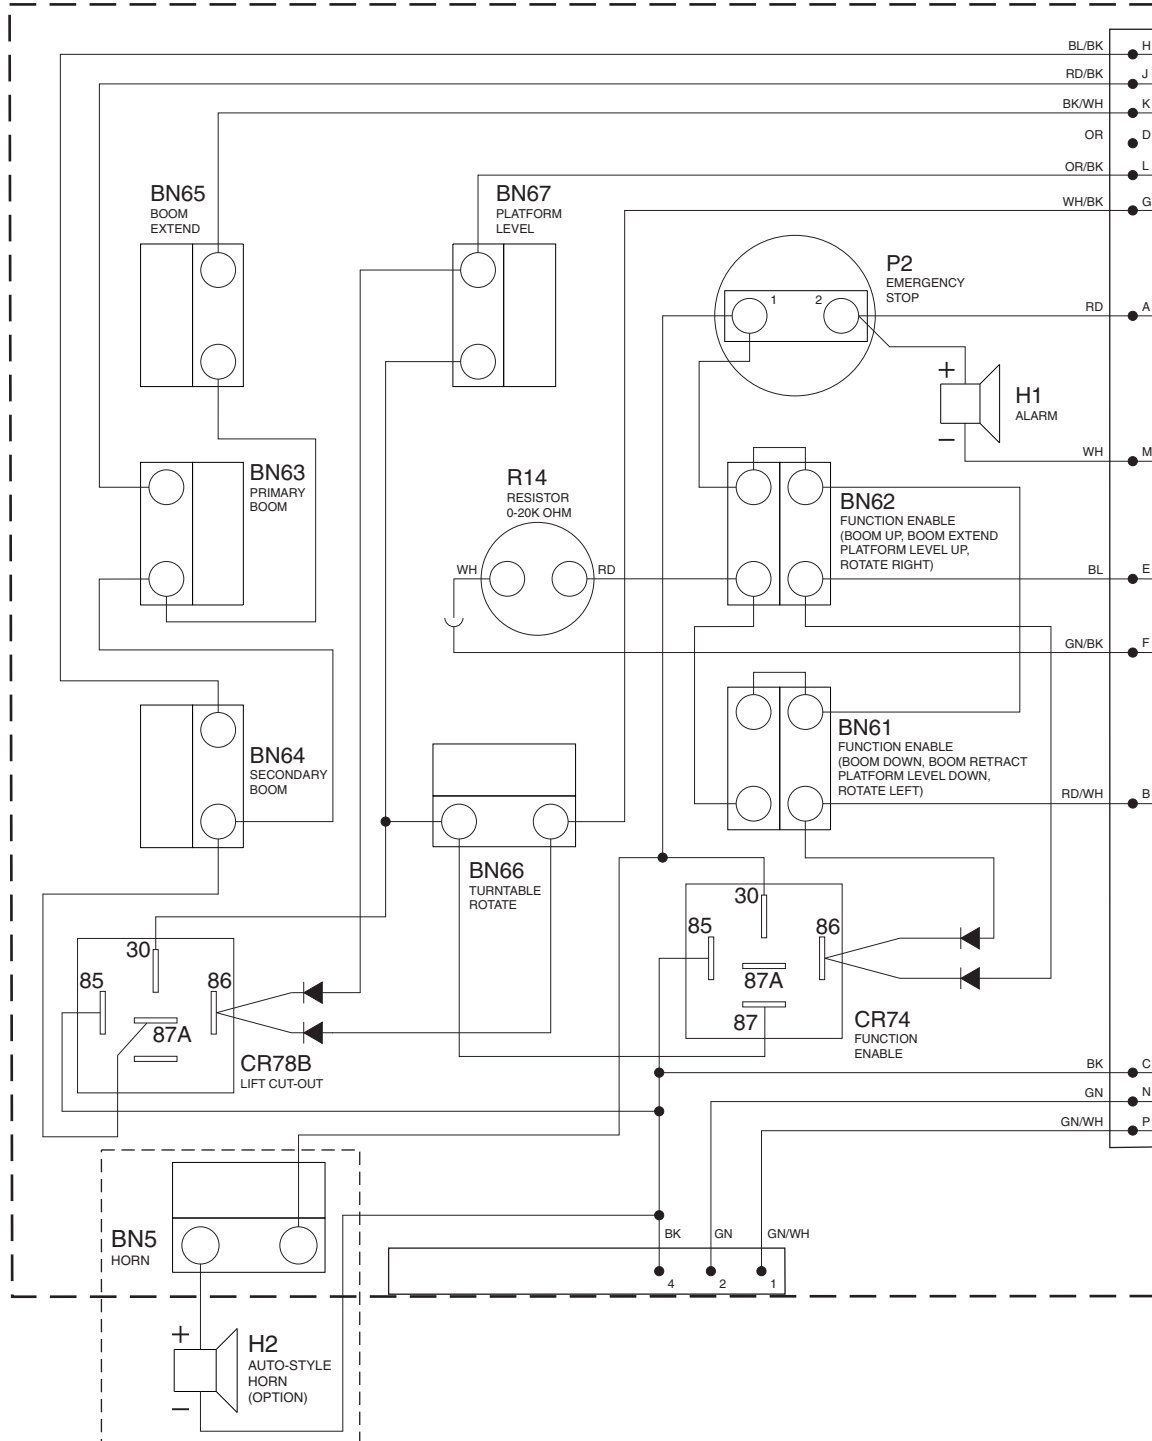 BL/BK H
RD/BK J
BK/WH K
OR D
OR/BK L
WH/BK G
BN65
BOOM
EXTEND
BN67
PLATFORM
LEVEL
P2
EMERGENCY
STOP
1 2
RD A
+
H1
ALARM
−
WH M
BN63
PRIMARY
BOOM
R14
RESISTOR
0-20K OHM
WH RD
BN62
FUNCTION ENABLE
(BOOM UP, BOOM EXTEND
PLATFORM LEVEL UP,
ROTATE RIGHT)
BL E
GN/BK F
BN64
SECONDARY
BOOM
BN61
FUNCTION ENABLE
(BOOM DOWN, BOOM RETRACT
PLATFORM LEVEL DOWN,
ROTATE LEFT)
RD/WH B
BN66
TURNTABLE
ROTATE
30
85 86
87A
87
CR74
FUNCTION
ENABLE
30
85 86
87A
CR78B
LIFT CUT-OUT
BK C
GN N
GN/WH P
BN5
HORN
BK GN GN/WH
4 2 1
+
H2
AUTO-STYLE
HORN
(OPTION)
−